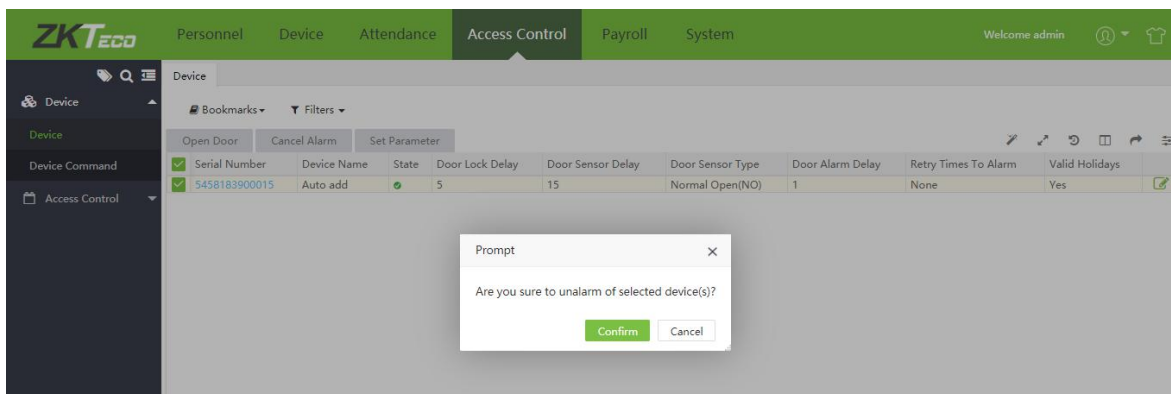 ZKTeco Personnel Device Attendance Access Control Payroll System Welcome admin
Device
Device
Bookmarks Filters
Device
Open Door Cancel Alarm Set Parameter
Device Command
Serial Number Device Name State Door Lock Delay Door Sensor Delay Door Sensor Type Door Alarm Delay Retry Times To Alarm Valid Holidays
5458183900015 Auto add 5 15 Normal Open(NO) 1 None Yes
Access Control
Prompt
Are you sure to unalarm of selected device(s)?
Confirm Cancel